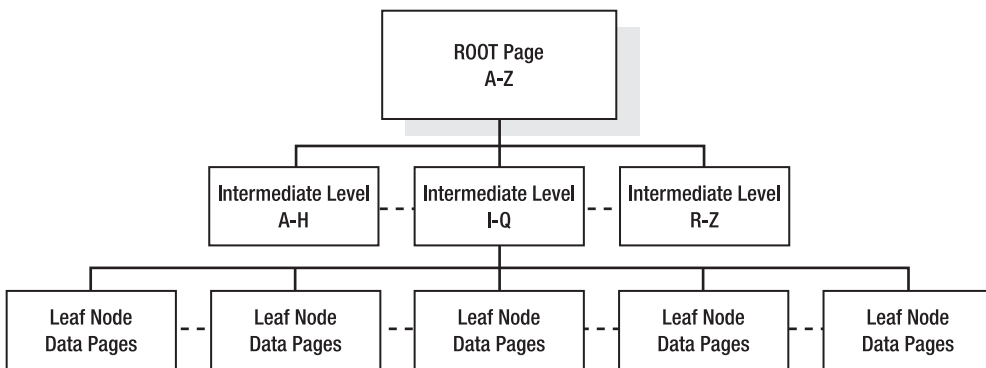 ROOT Page
A-Z
Intermediate Level
A-H
Intermediate Level
I-Q
Intermediate Level
R-Z
Leaf Node
Data Pages
Leaf Node
Data Pages
Leaf Node
Data Pages
Leaf Node
Data Pages
Leaf Node
Data Pages